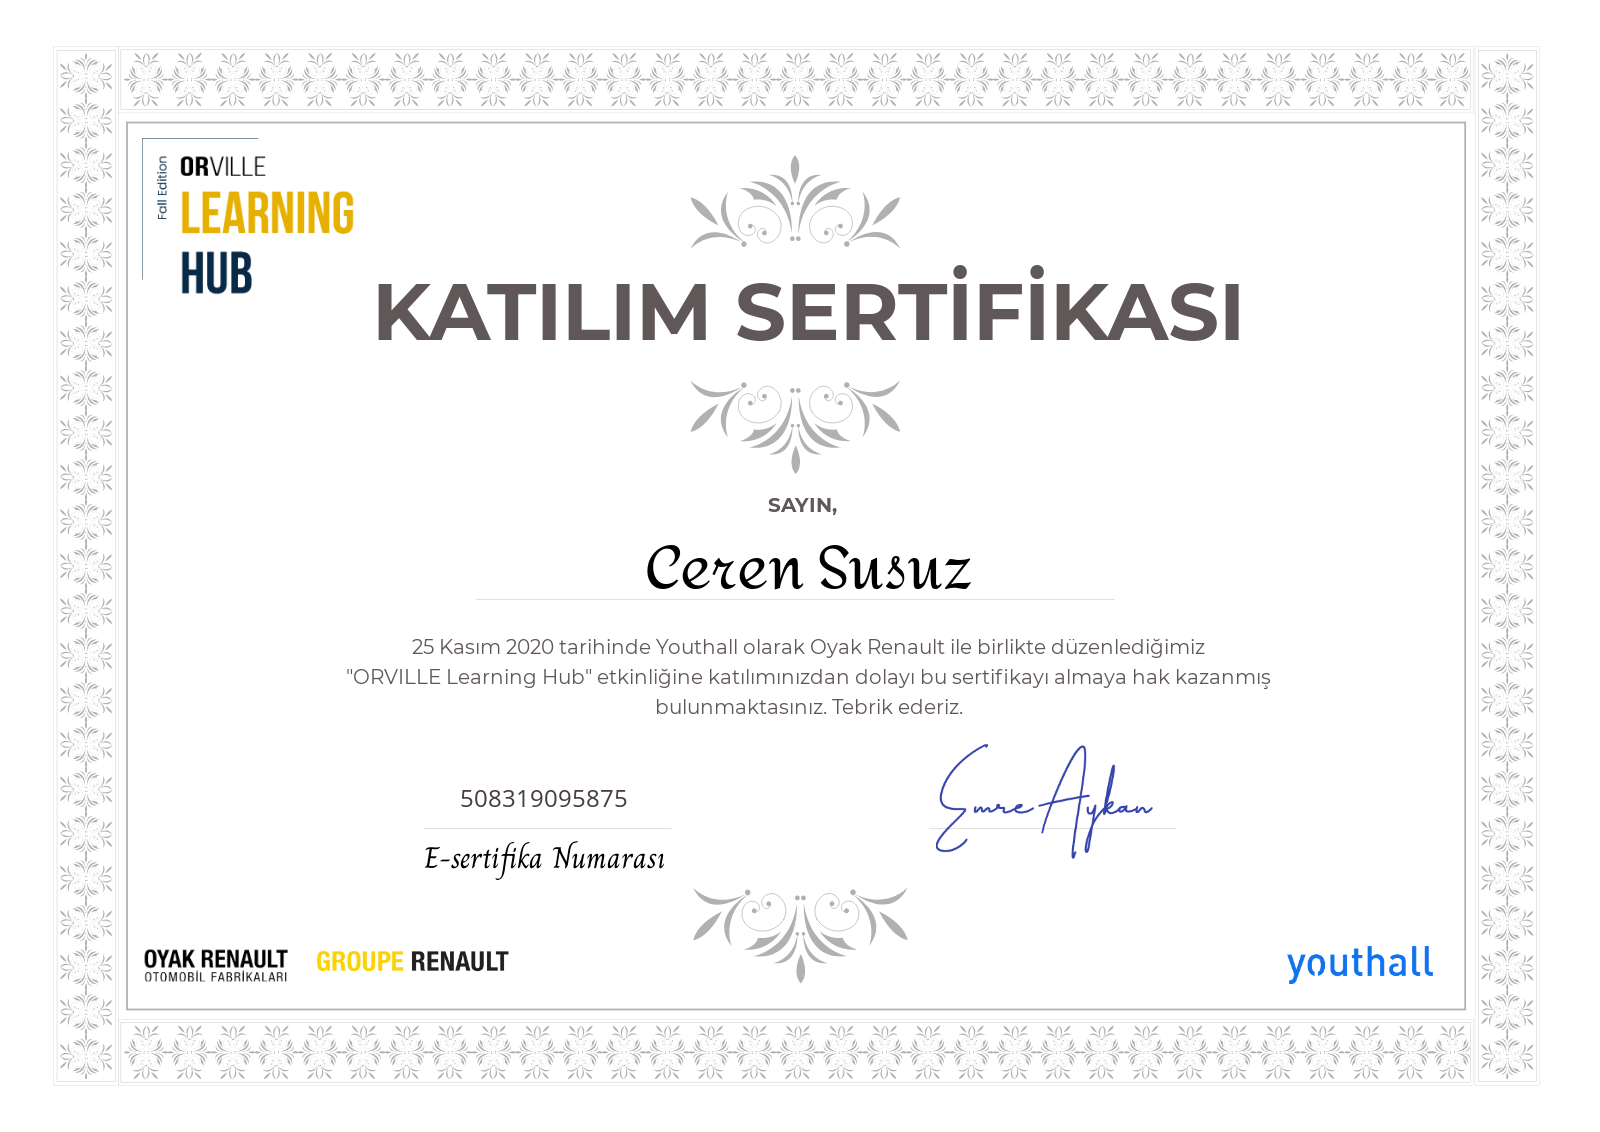 Fall Edition
ORVILLE
LEARNING
HUB
KATILIM SERTİFİKASI
SAYIN,
Ceren Susuz
25 Kasım 2020 tarihinde Youthall olarak Oyak Renault ile birlikte düzenlediğimiz
"ORVILLE Learning Hub" etkinliğine katılımınızdan dolayı bu sertifikayı almaya hak kazanmış
bulunmaktasınız. Tebrik ederiz.
508319095875
Emre Aykan
E-sertifika Numarası
OYAK RENAULT
OTOMOBİL FABRİKALARI
GROUPE RENAULT
youthall